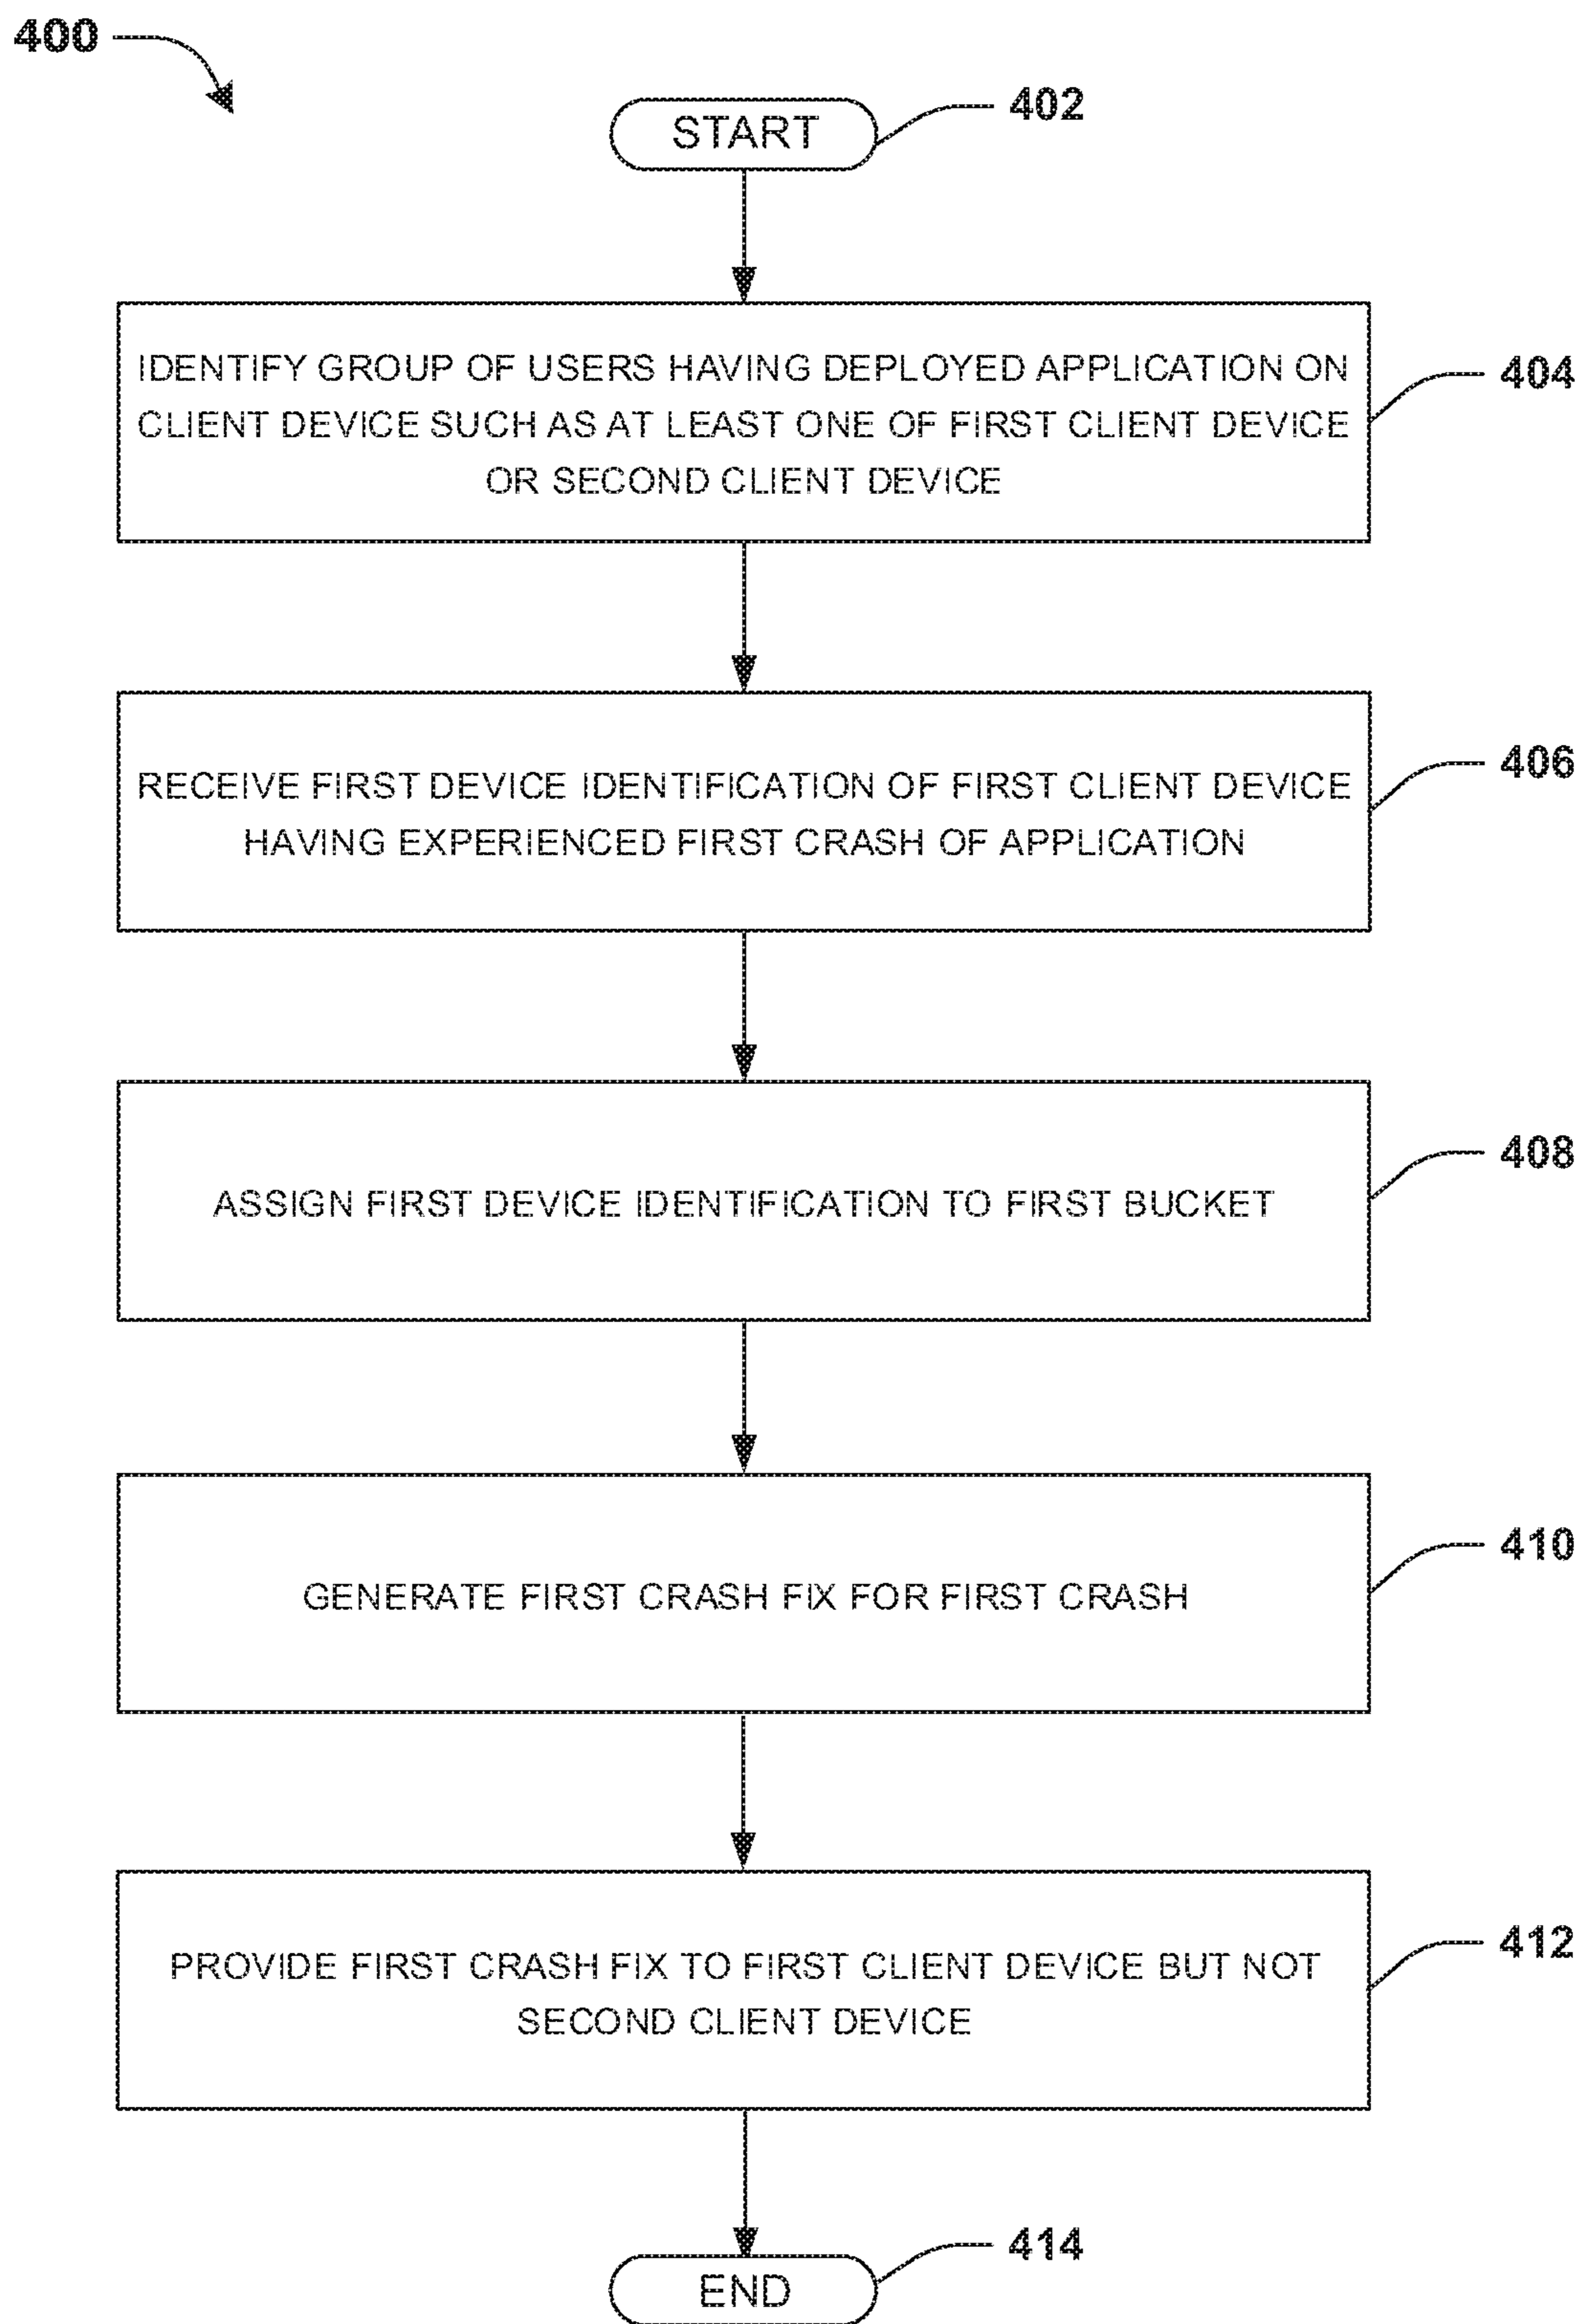 400
START
402
IDENTIFY GROUP OF USERS HAVING DEPLOYED APPLICATION ON
CLIENT DEVICE SUCH AS AT LEAST ONE OF FIRST CLIENT DEVICE
OR SECOND CLIENT DEVICE
404
RECEIVE FIRST DEVICE IDENTIFICATION OF FIRST CLIENT DEVICE
HAVING EXPERIENCED FIRST CRASH OF APPLICATION
406
ASSIGN FIRST DEVICE IDENTIFICATION TO FIRST BUCKET
408
GENERATE FIRST CRASH FIX FOR FIRST CRASH
410
PROVIDE FIRST CRASH FIX TO FIRST CLIENT DEVICE BUT NOT
SECOND CLIENT DEVICE
412
END
414